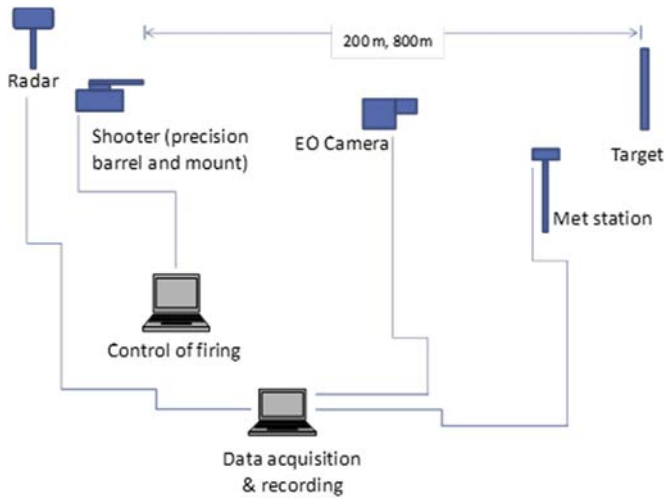 200 m, 800m
Radar
Shooter (precision
barrel and mount)
EO Camera
Target
Met station
Control of firing
Data acquisition
& recording